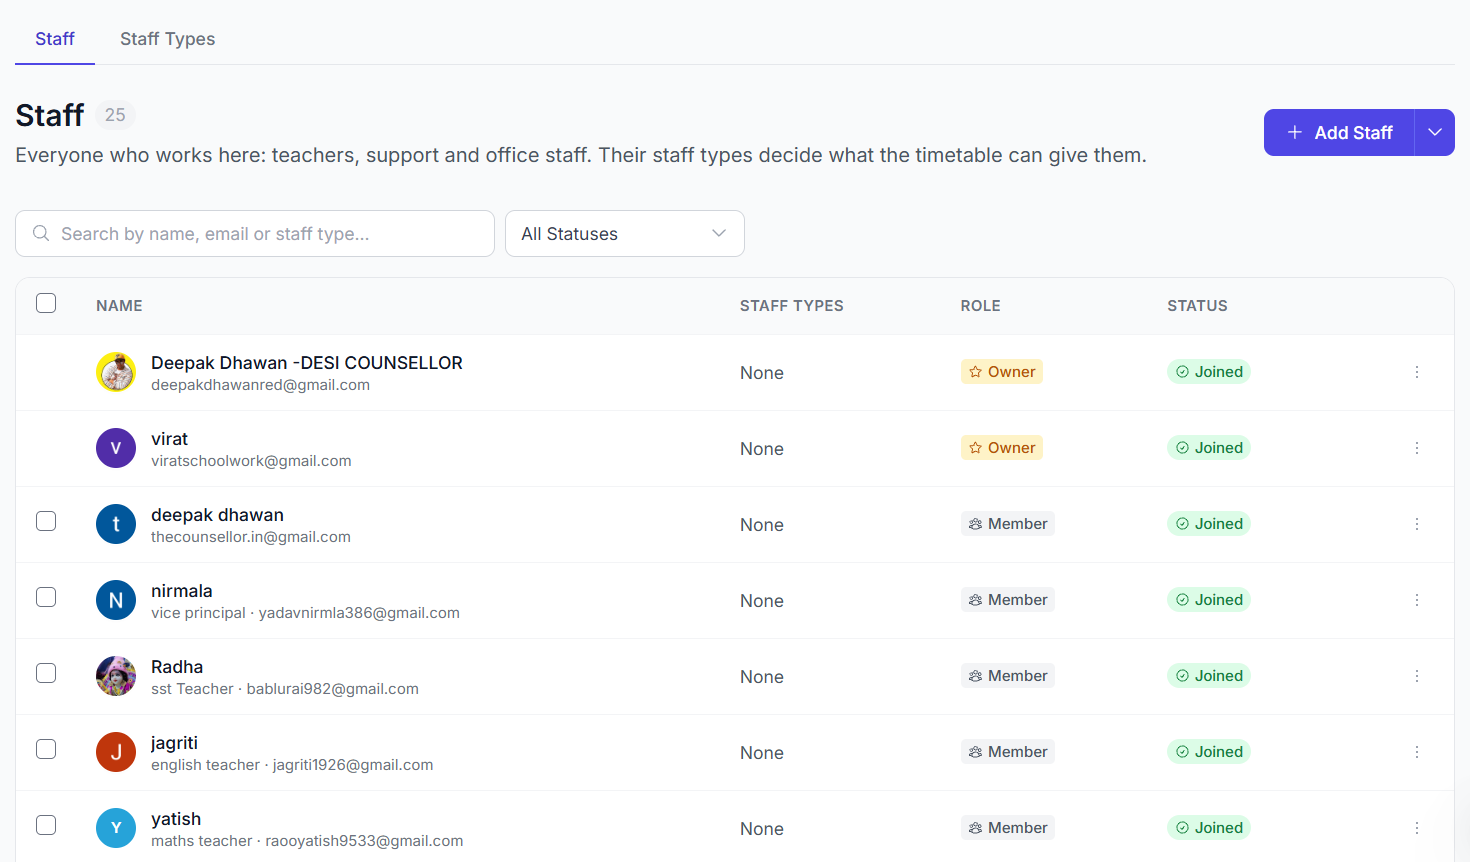 Staff Staff Types
Staff 25
Everyone who works here: teachers, support and office staff. Their staff types decide what the timetable can give them.
+ Add Staff
Search by name, email or staff type...
All Statuses
NAME STAFF TYPES ROLE STATUS
Deepak Dhawan -DESI COUNSELLOR
deepakdhawanred@gmail.com
None Owner Joined
V virat
viratschoolwork@gmail.com
None Owner Joined
t deepak dhawan
thecounsellor.in@gmail.com
None Member Joined
N nirmala
vice principal · yadavnirmla386@gmail.com
None Member Joined
Radha
sst Teacher · bablurai982@gmail.com
None Member Joined
J jagriti
english teacher · jagriti1926@gmail.com
None Member Joined
Y yatish
maths teacher · raooyatish9533@gmail.com
None Member Joined